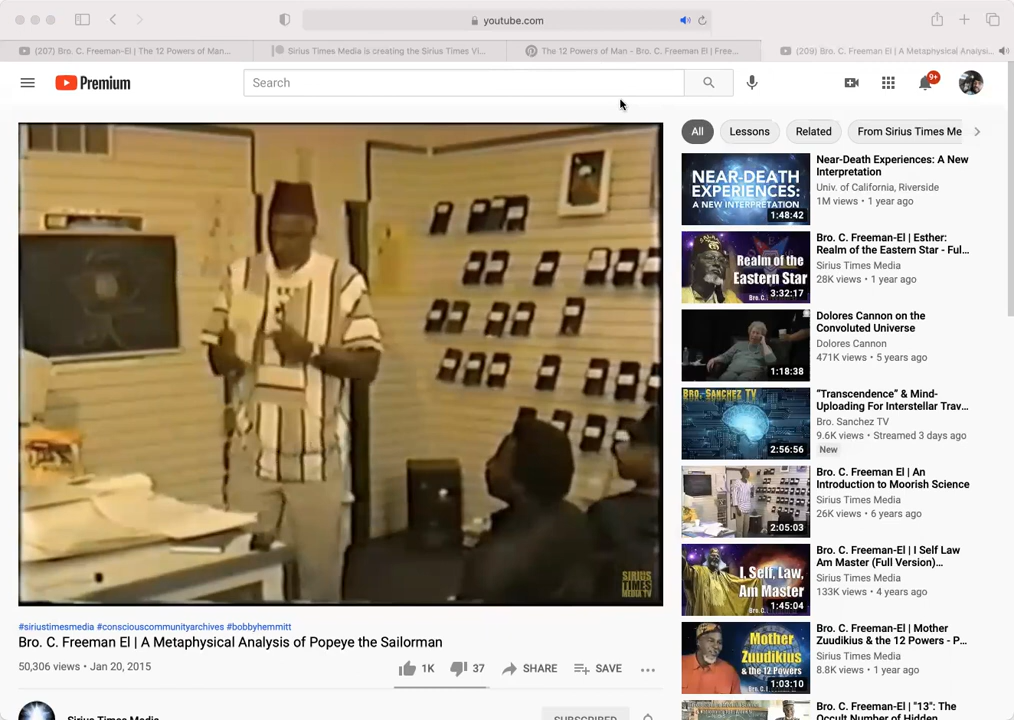 youtube.com
(207) Bro. C. Freeman-El | The 12 Powers of Man...
Sirius Times Media is creating the Sirius Times VI...
The 12 Powers of Man - Bro. C. Freeman El | Free...
(209) Bro. C. Freeman El | A Metaphysical Analysi...
Premium
Search
9+
All
Lessons
Related
From Sirius Times Me
NEAR-DEATH
EXPERIENCES:
A NEW INTERPRETATION
1:48:42
Near-Death Experiences: A New
Interpretation
Univ. of California, Riverside
1M views • 1 year ago
Realm of the
Eastern Star
Bro. C.
3:32:17
Bro. C. Freeman-El | Esther:
Realm of the Eastern Star - Ful...
Sirius Times Media
28K views • 1 year ago
1:18:38
Dolores Cannon on the
Convoluted Universe
Dolores Cannon
471K views • 5 years ago
BRO. SANCHEZ TV
2:56:56
“Transcendence” & Mind-
Uploading For Interstellar Trav...
Bro. Sanchez TV
9.6K views • Streamed 3 days ago
New
2:05:03
Bro. C. Freeman El | An
Introduction to Moorish Science
Sirius Times Media
26K views • 6 years ago
I, Self, Law,
Am Master
Bro. C.
1:45:04
Bro. C. Freeman-El | I Self Law
Am Master (Full Version)...
Sirius Times Media
133K views • 4 years ago
Mother
Zuudikius
& the 12 Powers
Bro. C.
1:03:10
Bro. C. Freeman-El | Mother
Zuudikius & the 12 Powers - P...
Sirius Times Media
8.8K views • 1 year ago
Bro. C. Freeman-El | "13": The
Occult Number of Hidden
SIRIUS
TIMES
MEDIA TV
#siriustimesmedia #consciouscommunityarchives #bobbyhemmitt
Bro. C. Freeman El | A Metaphysical Analysis of Popeye the Sailorman
50,306 views • Jan 20, 2015
1K
37
SHARE
SAVE
Sirius Times Media
SUBSCRIBED